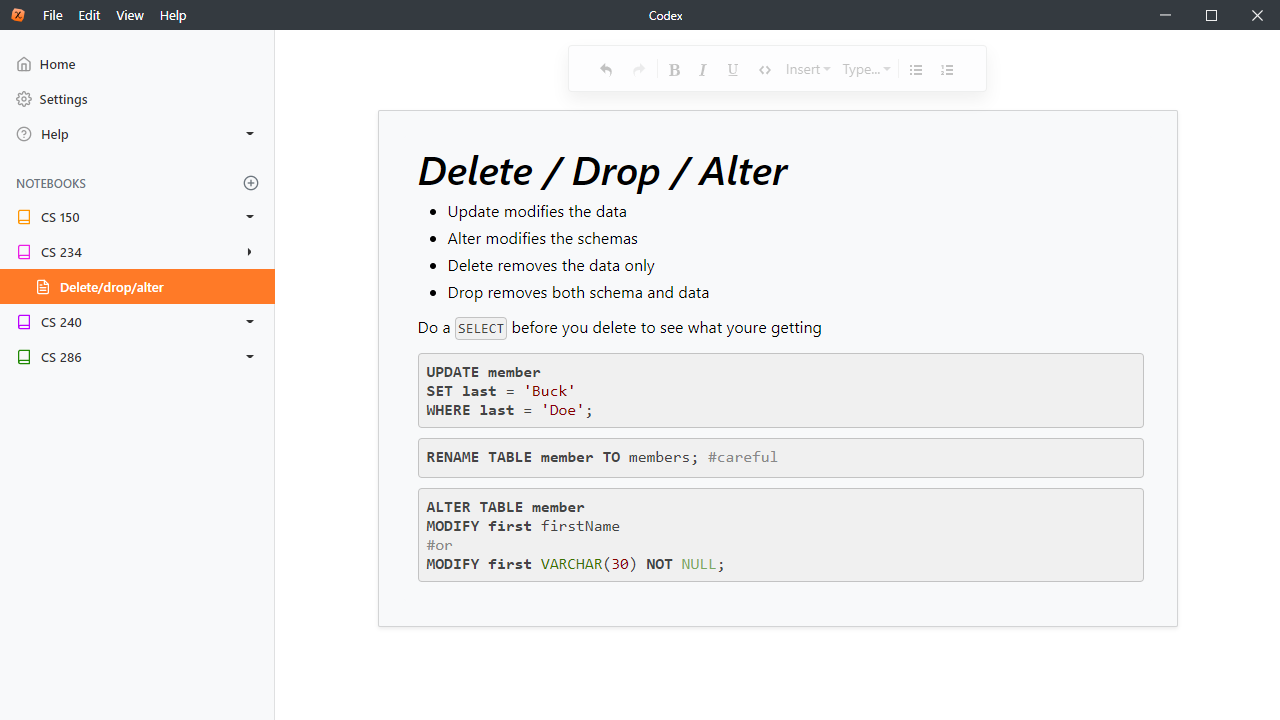 File Edit View Help
Codex
Home
Settings
Help
NOTEBOOKS
CS 150
CS 234
Delete/drop/alter
CS 240
CS 286
B I U <> Insert Type...
Delete / Drop / Alter
• Update modifies the data
• Alter modifies the schemas
• Delete removes the data only
• Drop removes both schema and data
Do a SELECT before you delete to see what youre getting
UPDATE member
SET last = 'Buck'
WHERE last = 'Doe';
RENAME TABLE member TO members; #careful
ALTER TABLE member
MODIFY first firstName
#or
MODIFY first VARCHAR(30) NOT NULL;